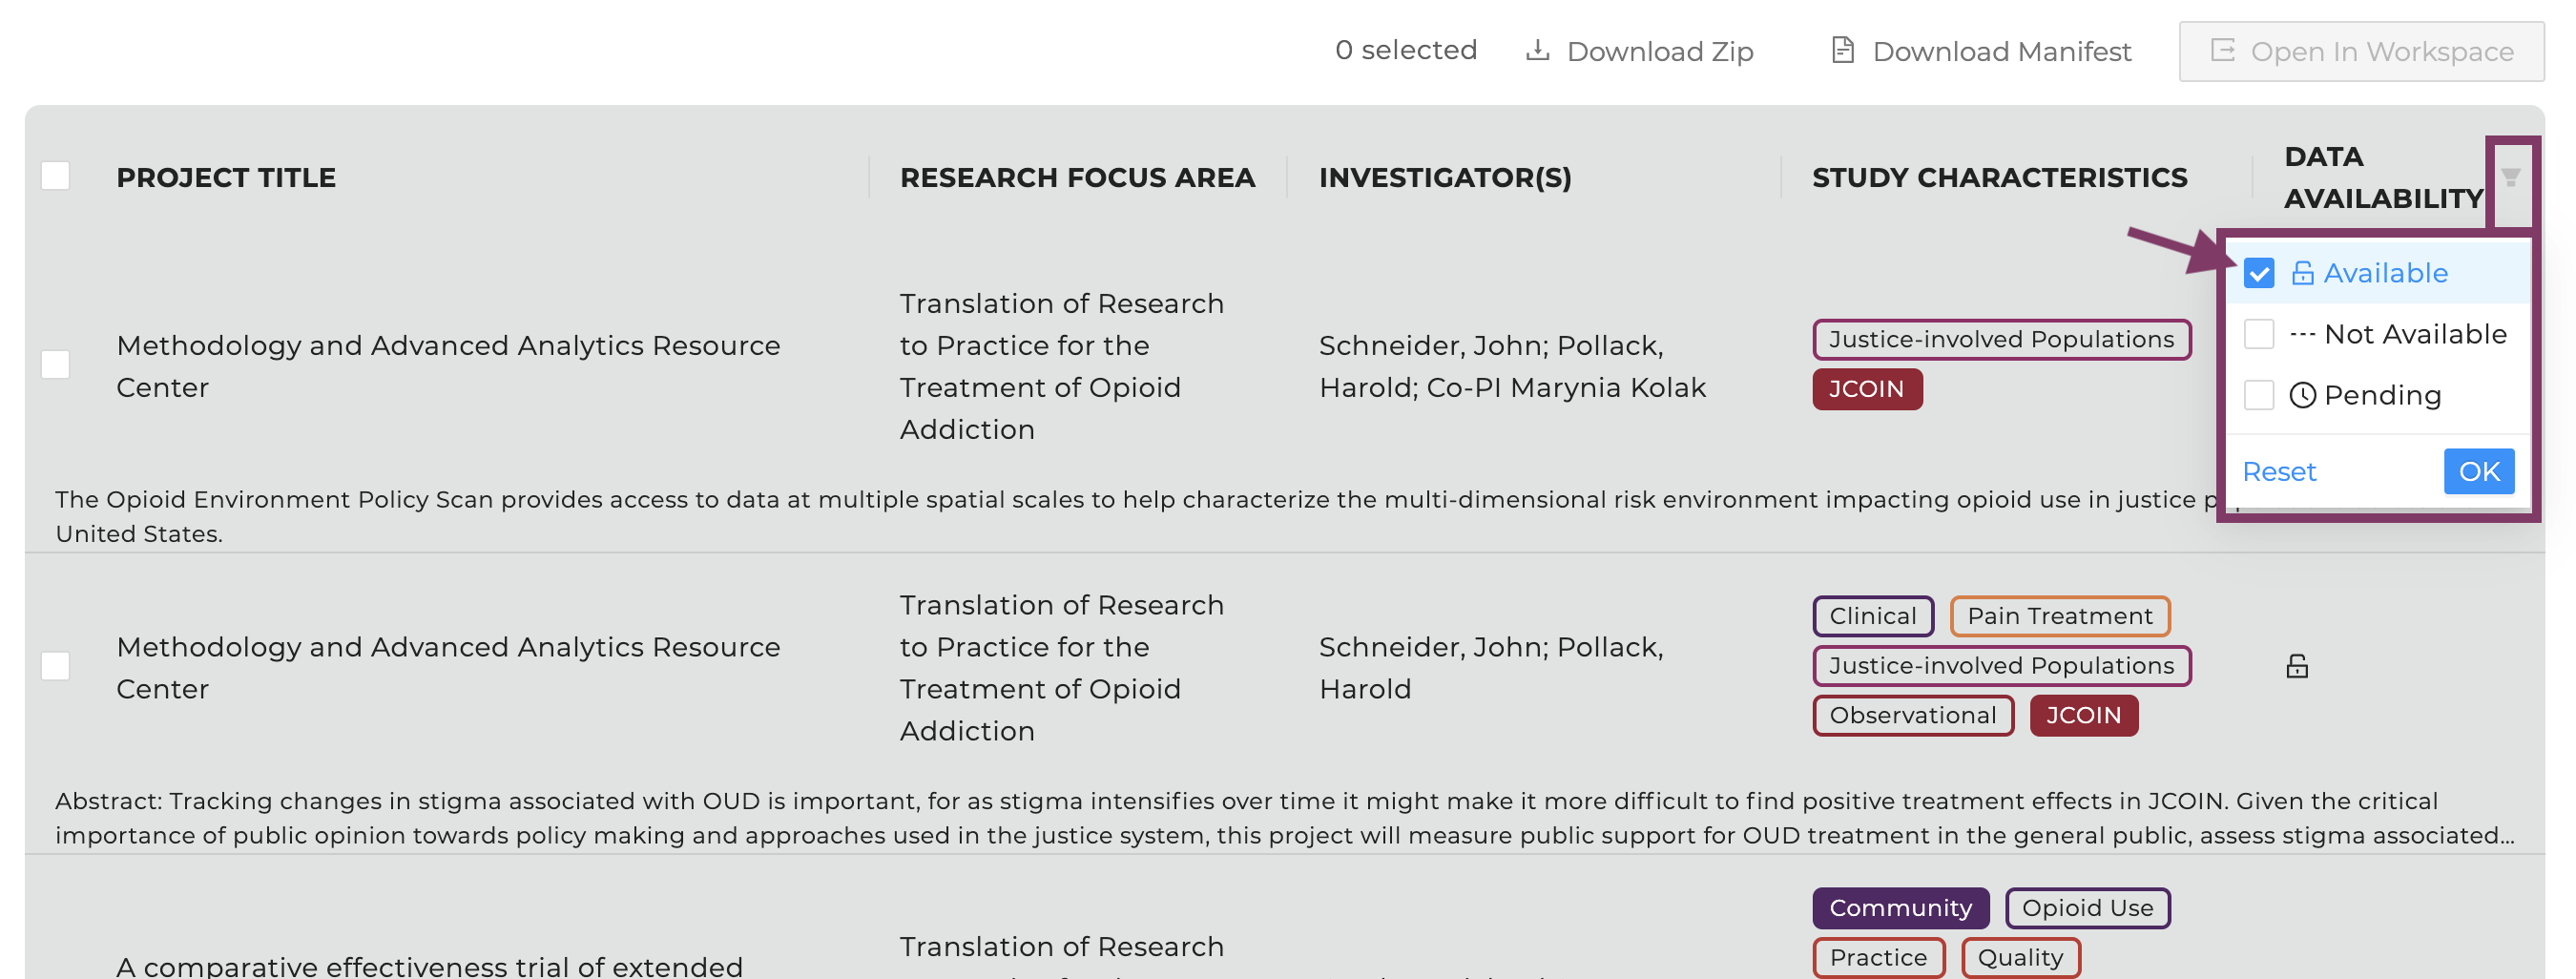 0 selected
Download Zip
Download Manifest
Open In Workspace
PROJECT TITLE
RESEARCH FOCUS AREA
INVESTIGATOR(S)
STUDY CHARACTERISTICS
DATA
AVAILABILITY
Available
--- Not Available
Pending
Reset
OK
Methodology and Advanced Analytics Resource
Center
Translation of Research
to Practice for the
Treatment of Opioid
Addiction
Schneider, John; Pollack,
Harold; Co-PI Marynia Kolak
Justice-involved Populations
JCOIN
The Opioid Environment Policy Scan provides access to data at multiple spatial scales to help characterize the multi-dimensional risk environment impacting opioid use in justice
United States.
Methodology and Advanced Analytics Resource
Center
Translation of Research
to Practice for the
Treatment of Opioid
Addiction
Schneider, John; Pollack,
Harold
Clinical
Pain Treatment
Justice-involved Populations
Observational
JCOIN
Abstract: Tracking changes in stigma associated with OUD is important, for as stigma intensifies over time it might make it more difficult to find positive treatment effects in JCOIN. Given the critical
importance of public opinion towards policy making and approaches used in the justice system, this project will measure public support for OUD treatment in the general public, assess stigma associated...
A comparative effectiveness trial of extended
Translation of Research
Community
Opioid Use
Practice
Quality